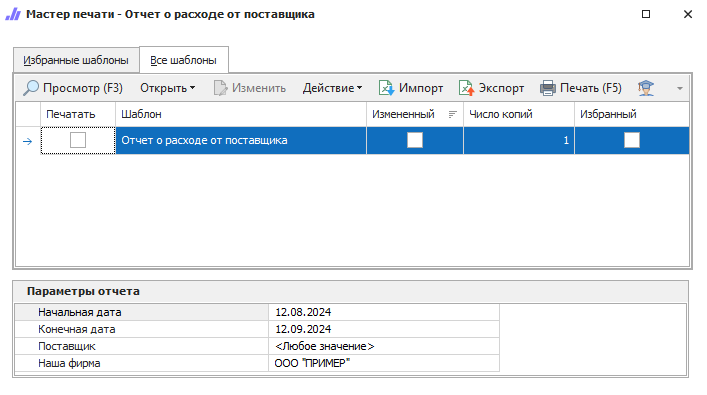 Мастер печати - Отчет о расходе от поставщика
Избранные шаблоны Все шаблоны
Просмотр (F3) Открыть Изменить Действие Импорт Экспорт Печать (F5)
Печатать Шаблон Измененный Число копий Избранный
Отчет о расходе от поставщика 1
Параметры отчета
Начальная дата 12.08.2024
Конечная дата 12.09.2024
Поставщик <Любое значение>
Наша фирма ООО "ПРИМЕР"